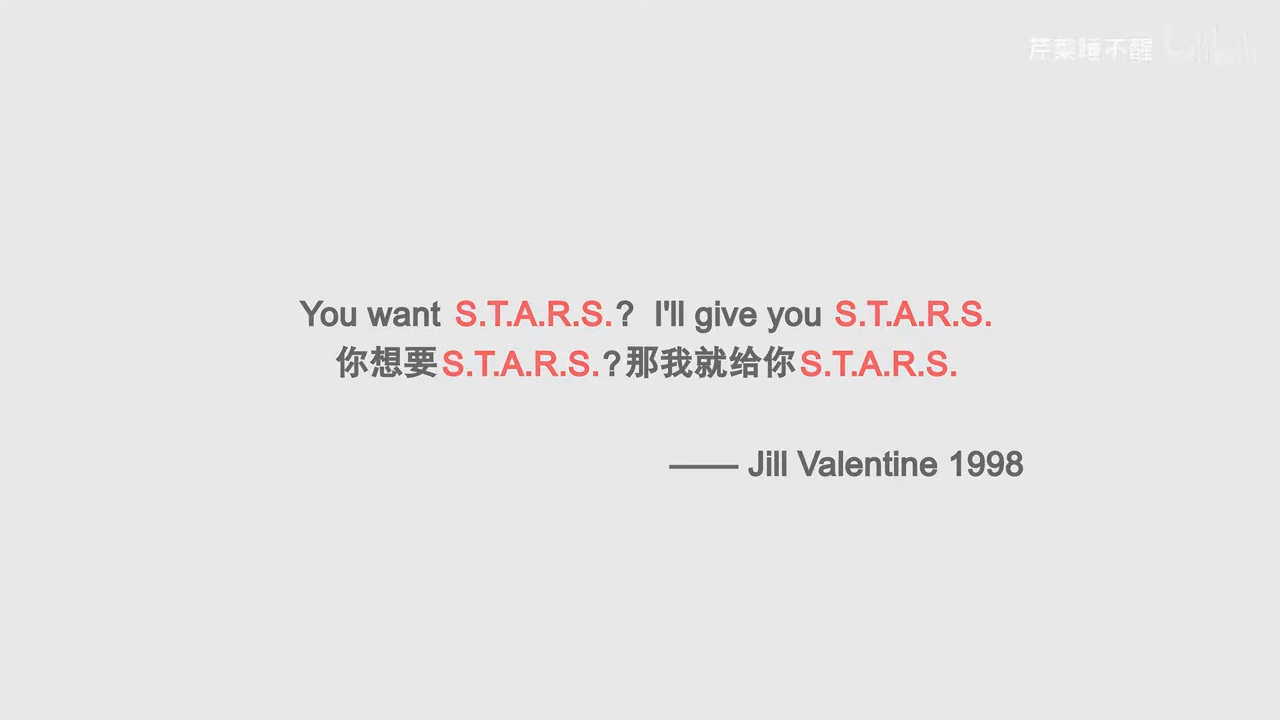 芹菜睡不醒 bilibili
You want S.T.A.R.S.? I'll give you S.T.A.R.S.
你想要S.T.A.R.S.?那我就给你S.T.A.R.S.
—— Jill Valentine 1998